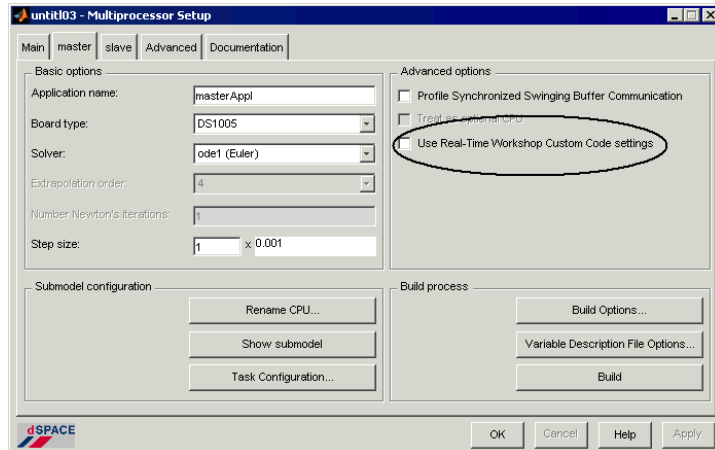 untitl03 - Multiprocessor Setup
Main master slave Advanced Documentation
Basic options
Application name: masterAppl
Board type: DS1005
Solver: ode1 (Euler)
Extrapolation order: 4
Number Newton's iterations: 1
Step size: 1 x 0.001
Advanced options
Profile Synchronized Swinging Buffer Communication
Treat as optional CPU
Use Real-Time Workshop Custom Code settings
Submodel configuration
Rename CPU...
Show submodel
Task Configuration...
Build process
Build Options...
Variable Description File Options...
Build
dSPACE
OK Cancel Help Apply